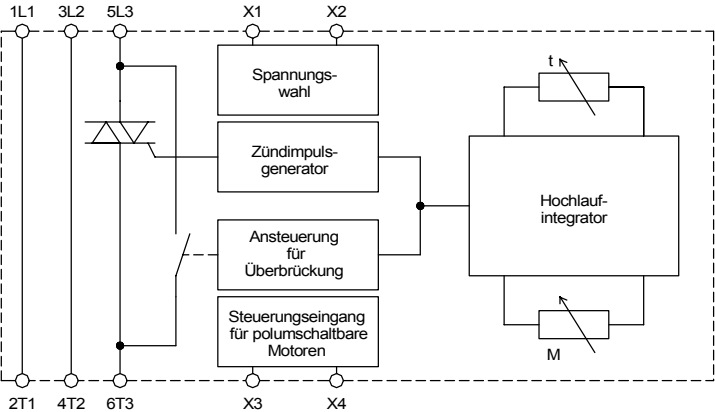 1L1 3L2 5L3 X1 X2
Spannungs-
wahl
t
Zündimpuls-
generator
Hochlauf-
integrator
Ansteuerung
für
Überbrückung
Steuerungseingang
für polumschaltbare
Motoren
M
2T1 4T2 6T3 X3 X4